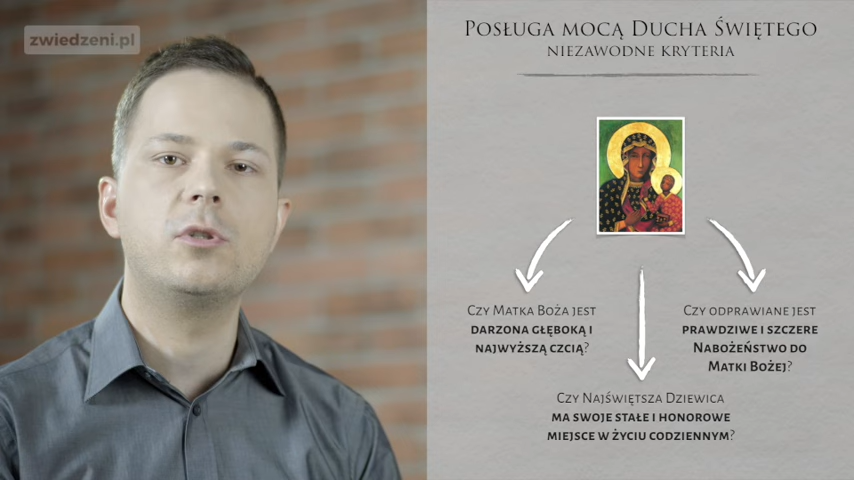 zwiedzeni.pl
Posługa mocą Ducha Świętego
niezawodne kryteria
Czy Matka Boża jest
darzona głęboką i
najwyższą czcią?
Czy odprawiane jest
prawdziwe i szczere
Nabożeństwo do
Matki Bożej?
Czy Najświętsza Dziewica
ma swoje stałe i honorowe
miejsce w życiu codziennym?